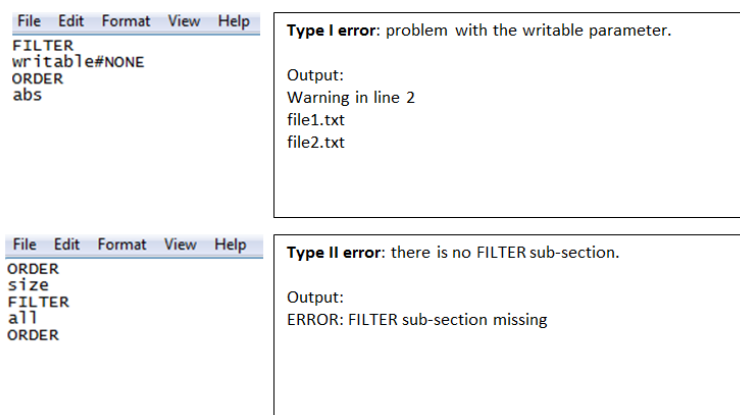 File Edit Format View Help
FILTER
writable#NONE
ORDER
abs
Type I error: problem with the writable parameter.
Output:
Warning in line 2
file1.txt
file2.txt
File Edit Format View Help
ORDER
size
FILTER
all
ORDER
Type II error: there is no FILTER sub-section.
Output:
ERROR: FILTER sub-section missing